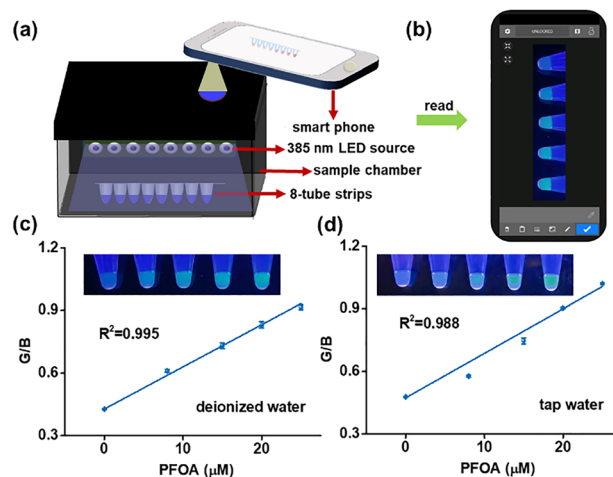 (a)
smart phone
385 nm LED source
sample chamber
8-tube strips
read
(b)
UNLOCKED
(c)
1.2
0.9
0.6
0.3
G/B
R²=0.995
deionized water
0
10
20
PFOA (μM)
(d)
1.2
0.9
0.6
0.3
G/B
R²=0.988
tap water
0
10
20
PFOA (μM)